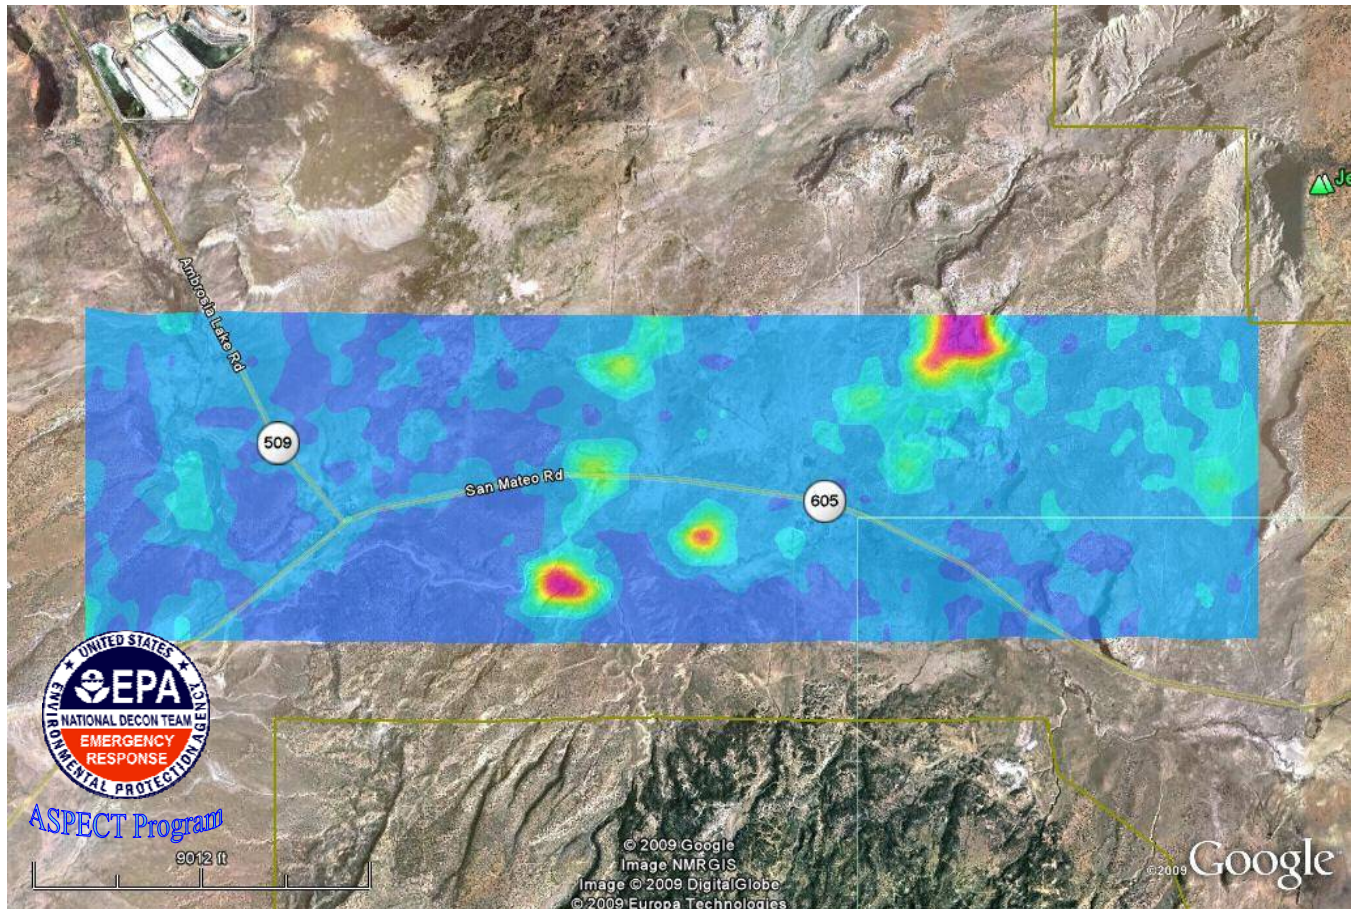 Je
Ambrosia Lake Rd
509
San Mateo Rd
605
UNITED STATES
ENVIRONMENTAL PROTECTION AGENCY
EPA
NATIONAL DECON TEAM
EMERGENCY
RESPONSE
ASPECT Program
9012 ft
© 2009 Google
Image NMRGIS
Image © 2009 DigitalGlobe
© 2009 Europa Technologies
©2009 Google